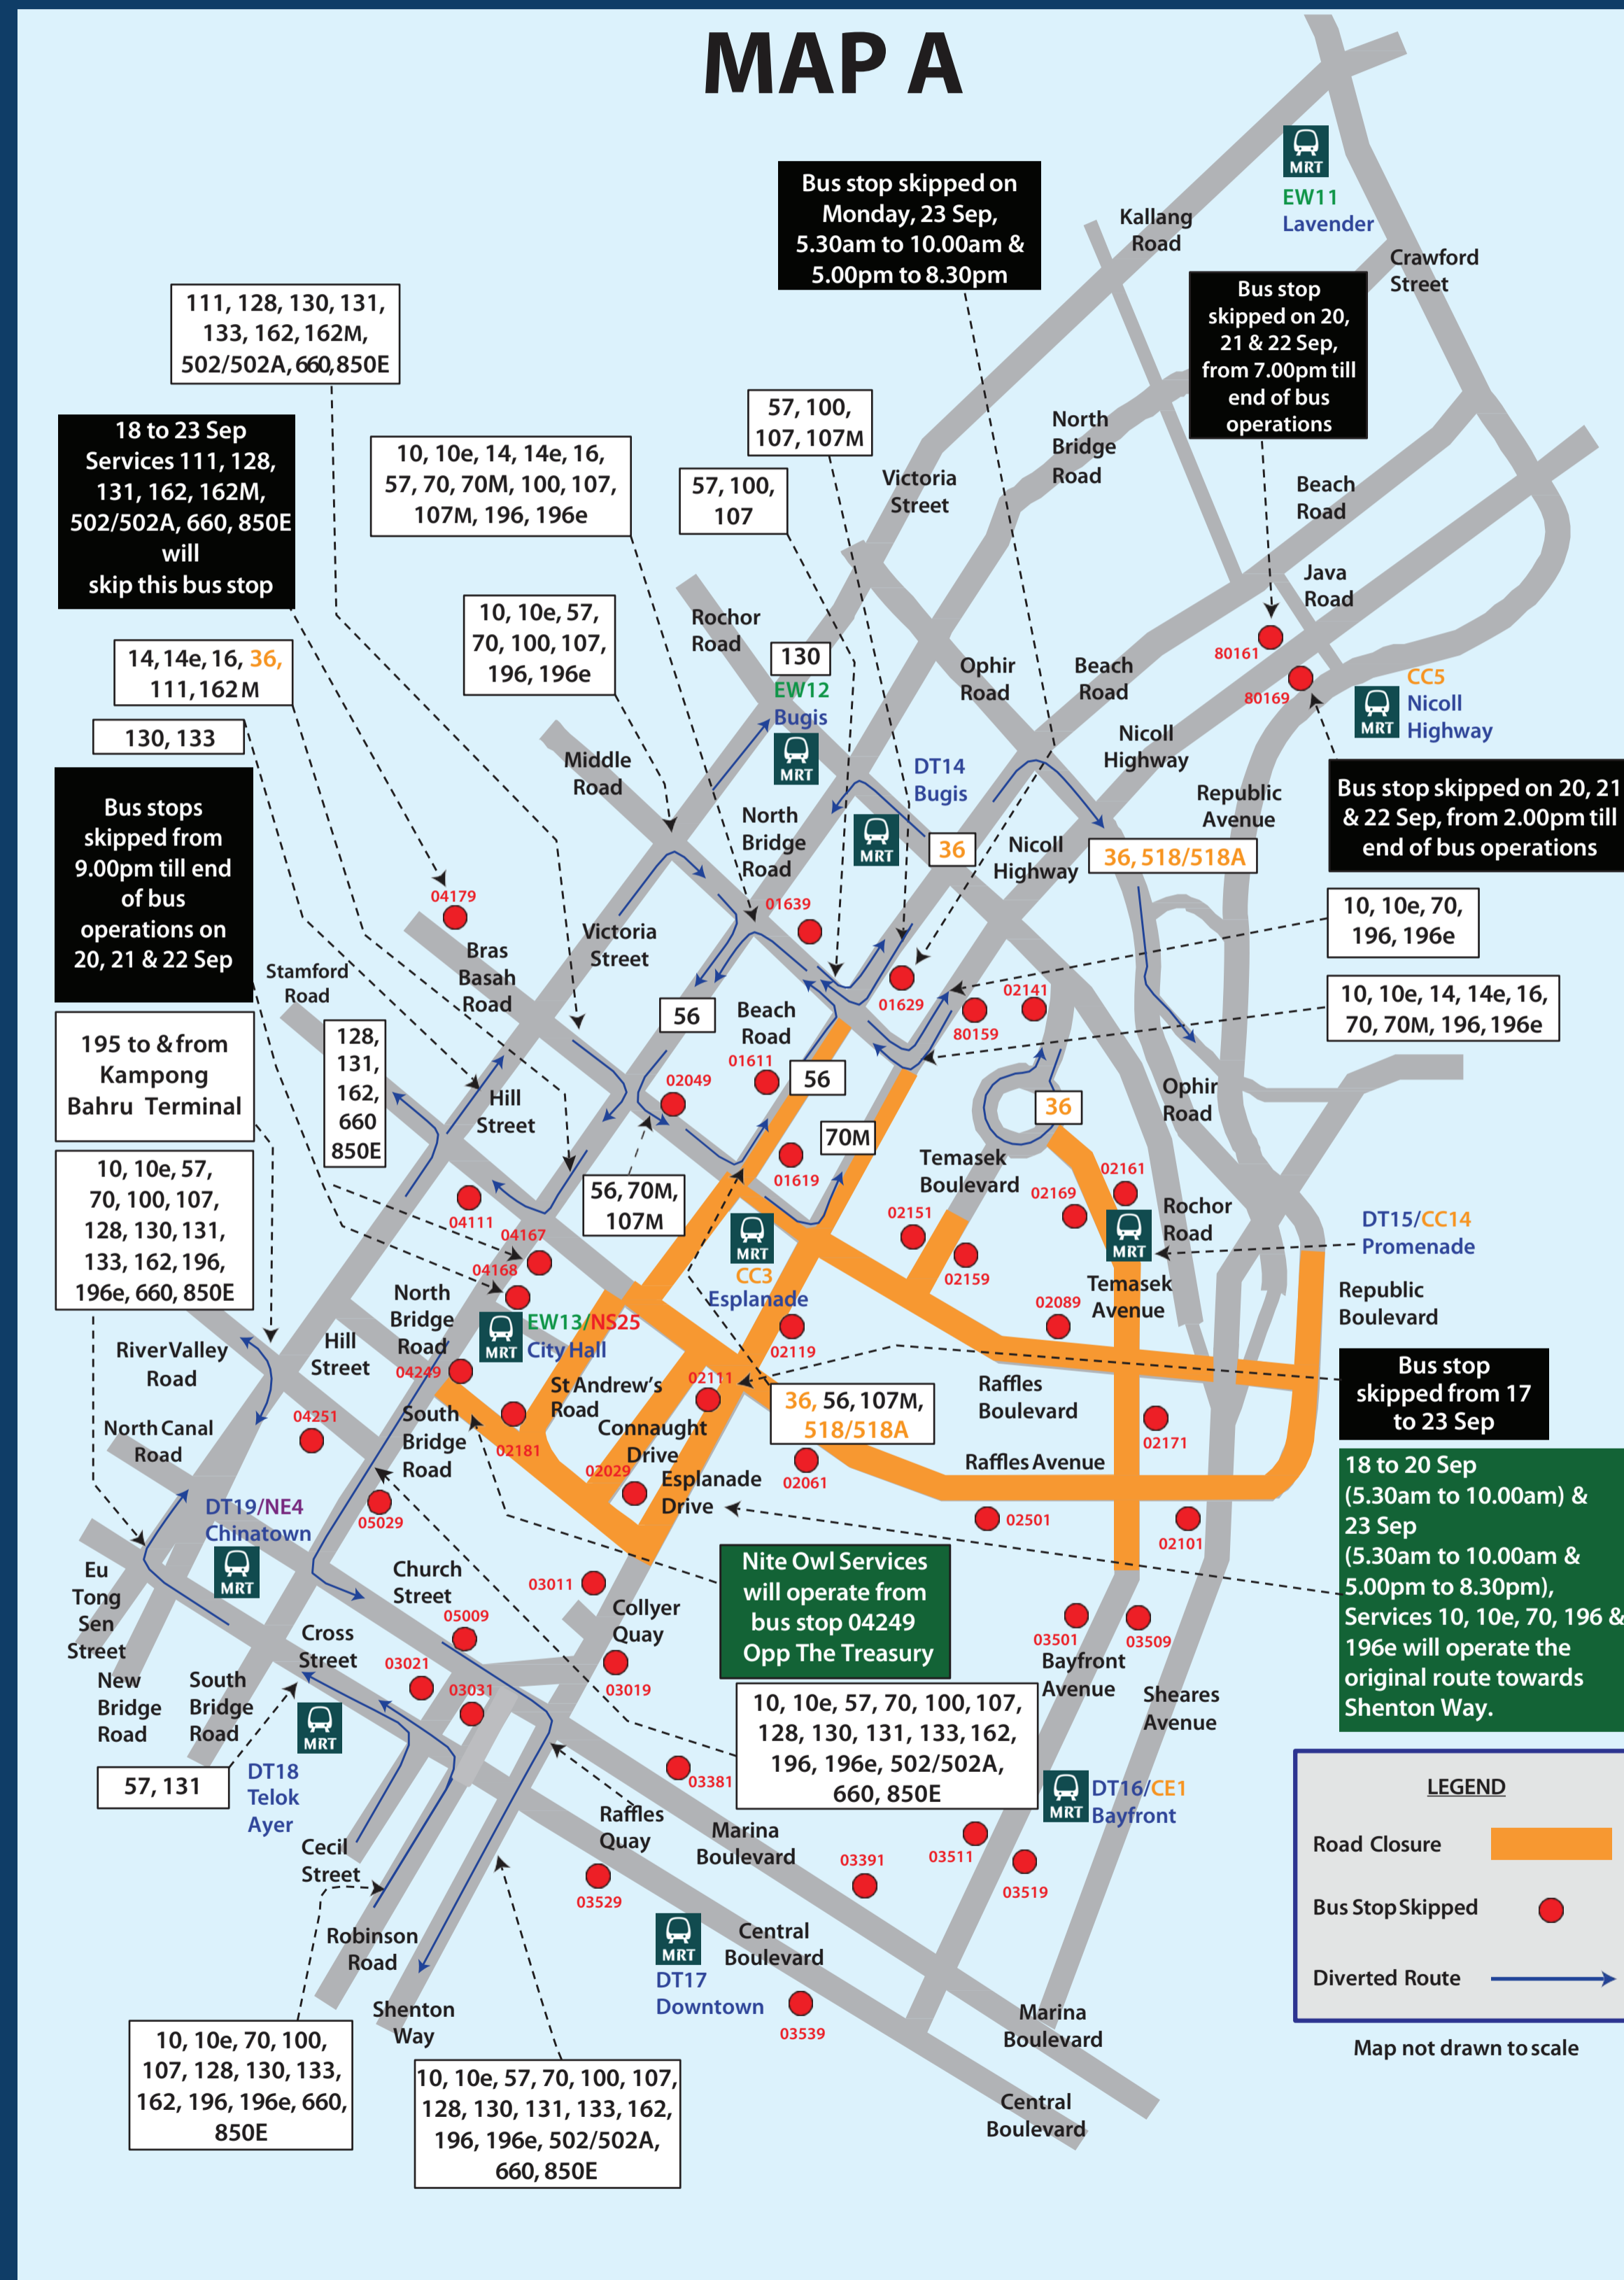 MAP A
MRT
EW11
Lavender
Bus stop skipped on
Monday, 23 Sep,
5.30am to 10.00am &
5.00pm to 8.30pm
Kallang
Road
Crawford
Street
Bus stop
skipped on 20,
21 & 22 Sep,
from 7.00pm till
end of bus
operations
111, 128, 130, 131,
133, 162, 162M,
502/502A, 660, 850E
18 to 23 Sep
Services 111, 128,
131, 162, 162M,
502/502A, 660, 850E
will
skip this bus stop
10, 10e, 14, 14e, 16,
57, 70, 70M, 100, 107,
107M, 196, 196e
57, 100,
107, 107M
57, 100,
107
North
Bridge
Road
Victoria
Street
Beach
Road
Java
Road
10, 10e, 57,
70, 100, 107,
196, 196e
Rochor
Road
130
EW12
Bugis
MRT
Ophir
Road
Beach
Road
80161
80169
MRT
CC5
Nicoll
Highway
14, 14e, 16, 36,
111, 162M
130, 133
Middle
Road
Nicoll
Highway
DT14
Bugis
MRT
Republic
Avenue
Bus stop skipped on 20, 21
& 22 Sep, from 2.00pm till
end of bus operations
Bus stops
skipped from
9.00pm till end
of bus
operations on
20, 21 & 22 Sep
North
Bridge
Road
36
Nicoll
Highway
36, 518/518A
04179
01639
10, 10e, 70,
196, 196e
Victoria
Street
Bras
Basah
Road
Stamford
Road
01629
02141
80159
10, 10e, 14, 14e, 16,
70, 70M, 196, 196e
56
Beach
Road
195 to & from
Kampong
Bahru Terminal
128,
131,
162,
660
850E
01611
56
02049
Hill
Street
36
Ophir
Road
70M
10, 10e, 57,
70, 100, 107,
128, 130, 131,
133, 162, 196,
196e, 660, 850E
56, 70M,
107M
01619
Temasek
Boulevard
02161
02169
Rochor
Road
MRT
DT15/CC14
Promenade
04111
04167
04168
02151
02159
MRT
CC3
Esplanade
Temasek
Avenue
02089
Republic
Boulevard
North
Bridge
Road
MRT
EW13/NS25
City Hall
02119
River Valley
Road
Hill
Street
04249
02111
Bus stop
skipped from 17
to 23 Sep
St Andrew's
Road
36, 56, 107M,
518/518A
Raffles
Boulevard
04251
North Canal
Road
South
Bridge
Road
02181
Connaught
Drive
02171
02029
Esplanade
Drive
02061
Raffles Avenue
18 to 20 Sep
(5.30am to 10.00am) &
23 Sep
(5.30am to 10.00am &
5.00pm to 8.30pm),
Services 10, 10e, 70, 196 &
196e will operate the
original route towards
Shenton Way.
DT19/NE4
Chinatown
MRT
05029
02501
02101
Eu
Tong
Sen
Street
Church
Street
03011
Nite Owl Services
will operate from
bus stop 04249
Opp The Treasury
05009
Collyer
Quay
Cross
Street
03021
03031
03019
03501
03509
Bayfront
Avenue
Sheares
Avenue
New
Bridge
Road
South
Bridge
Road
MRT
10, 10e, 57, 70, 100, 107,
128, 130, 131, 133, 162,
196, 196e, 502/502A,
660, 850E
57, 131
DT18
Telok
Ayer
03381
MRT
DT16/CE1
Bayfront
LEGEND
Road Closure
Bus Stop Skipped
Diverted Route
Map not drawn to scale
Raffles
Quay
Marina
Boulevard
Cecil
Street
03511
03391
03519
03529
Robinson
Road
MRT
DT17
Downtown
Central
Boulevard
Shenton
Way
03539
Marina
Boulevard
10, 10e, 70, 100,
107, 128, 130, 133,
162, 196, 196e, 660,
850E
10, 10e, 57, 70, 100, 107,
128, 130, 131, 133, 162,
196, 196e, 502/502A,
660, 850E
Central
Boulevard